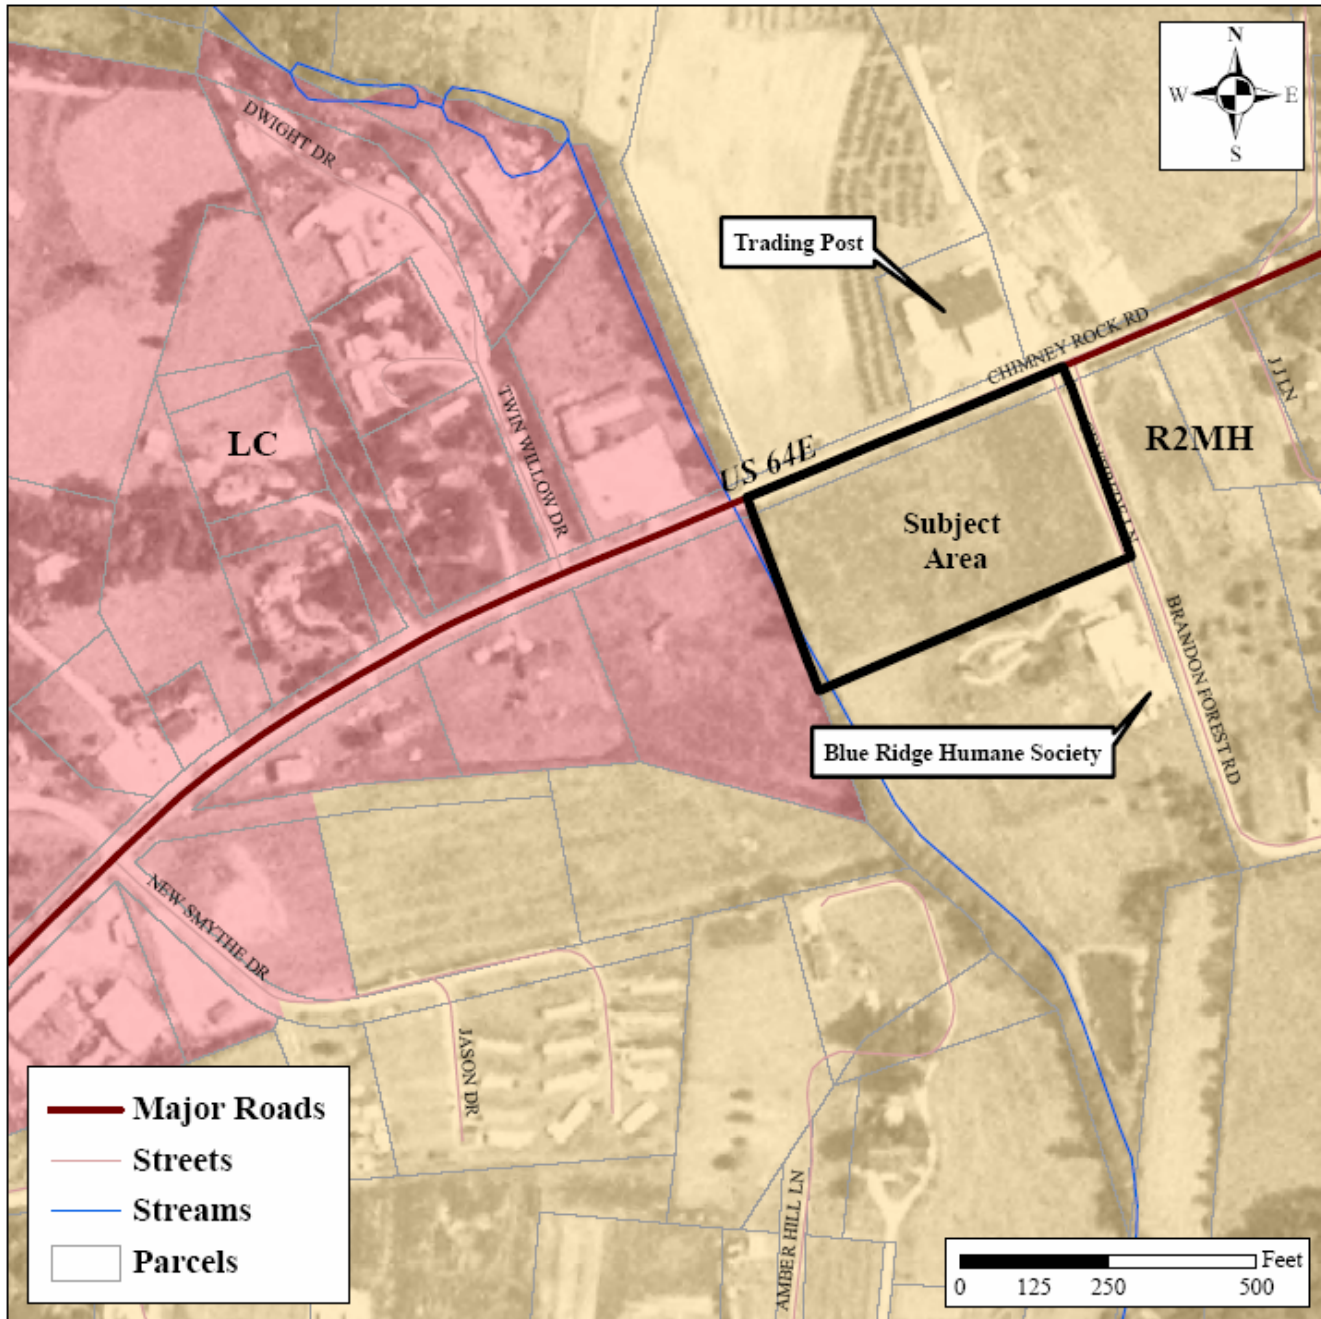 N
W E
S
DWIGHT DR
Trading Post
CHIMNEY ROCK RD
J J LN
TWIN WILLOW DR
LC
US 64E
R2MH
Subject
Area
LN
BRANDON FOREST RD
Blue Ridge Humane Society
NEW SMYTHE DR
JASON DR
AMBER HILL LN
Major Roads
Streets
Streams
Parcels
Feet
0 125 250 500